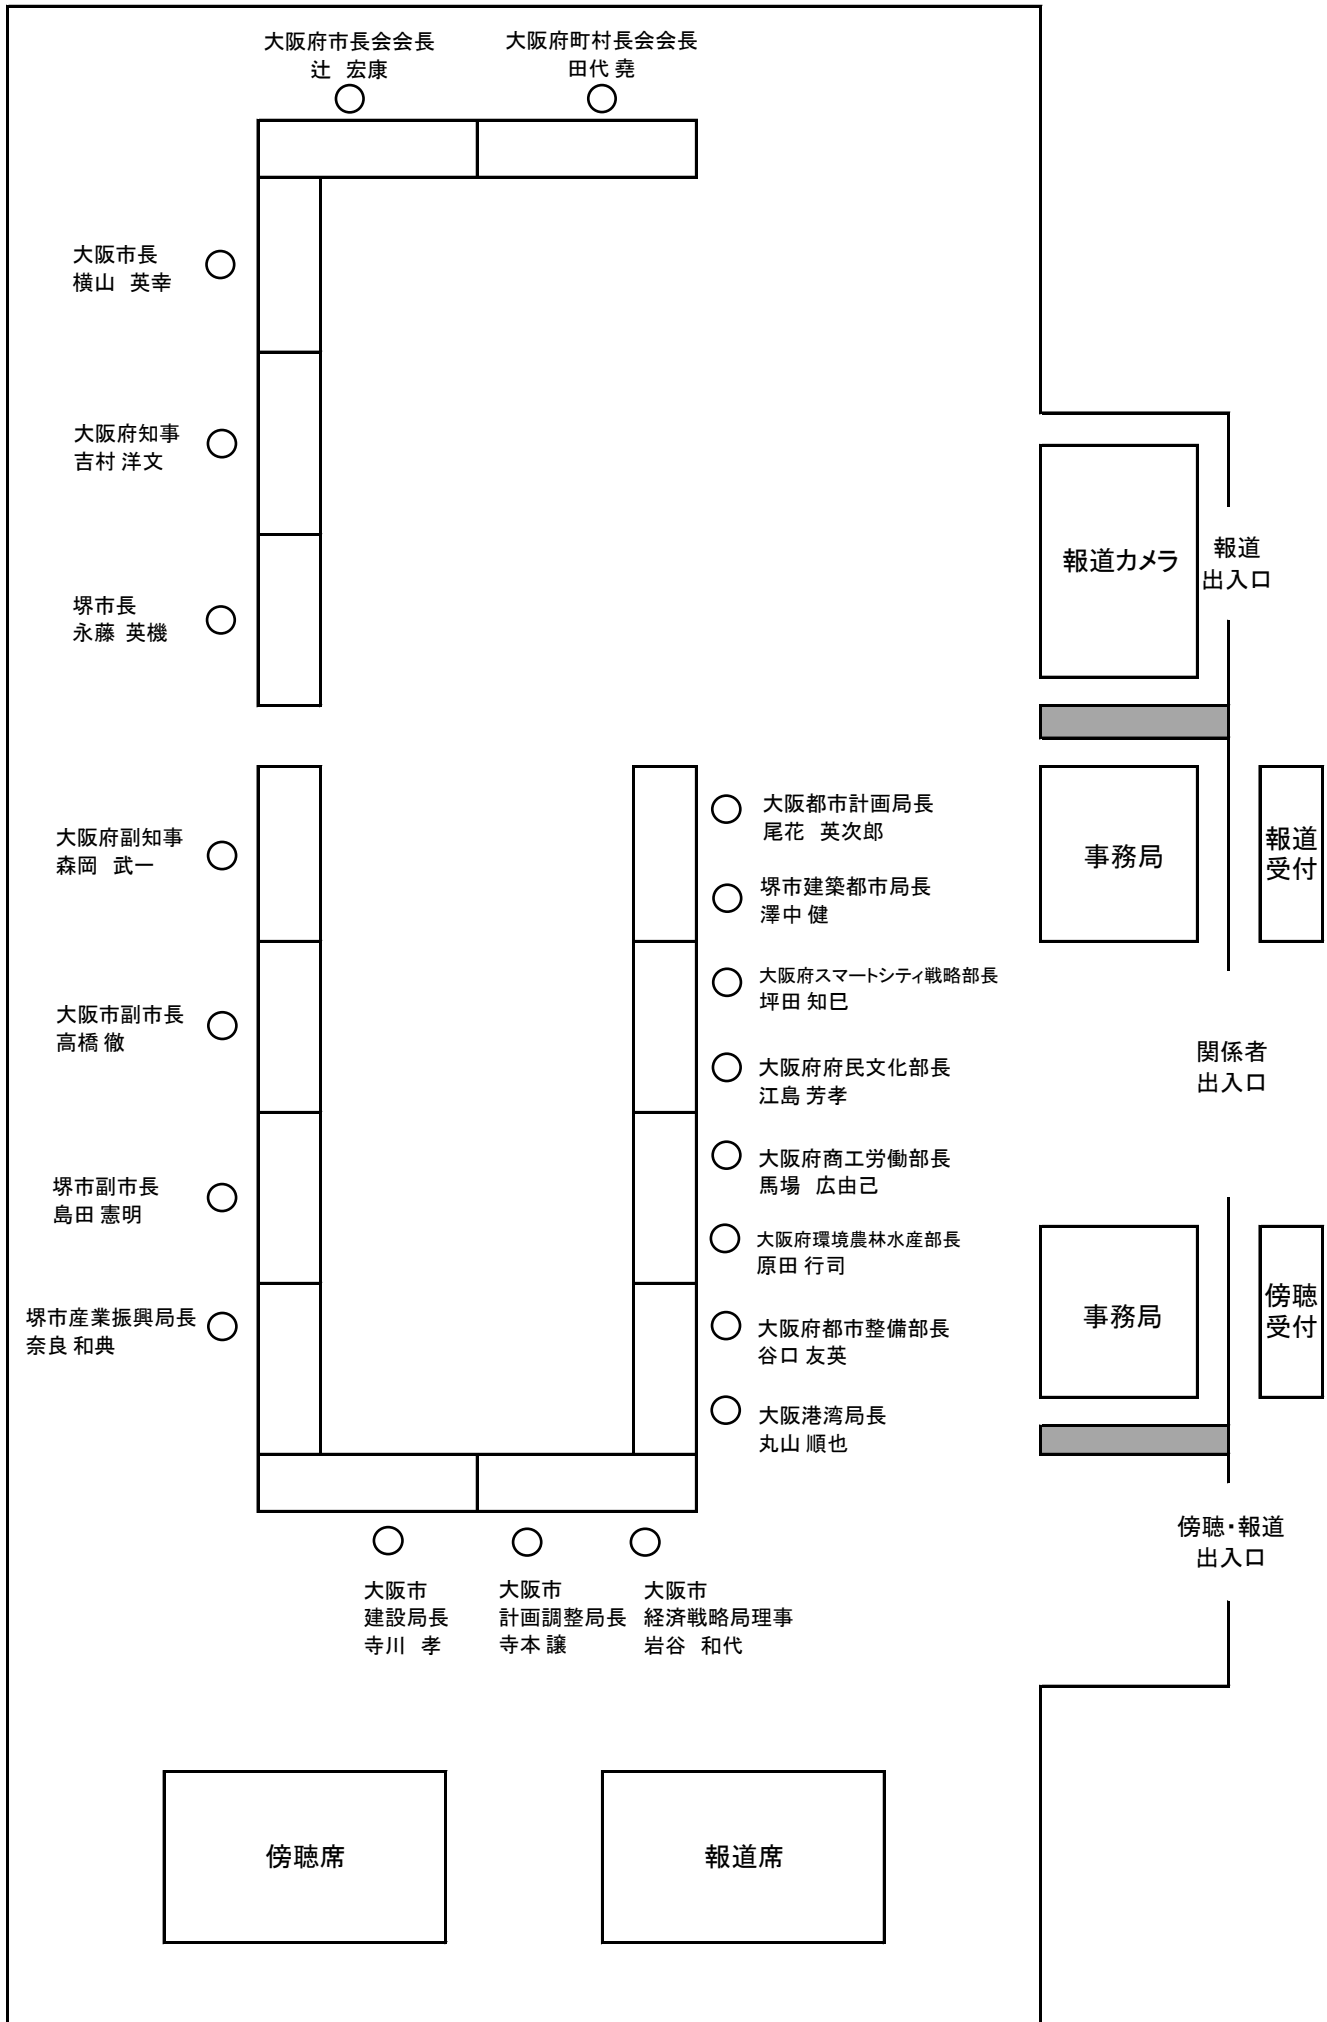 大阪府市長会会長
辻 宏康
大阪府町村長会会長
田代 堯
大阪市長
横山 英幸
大阪府知事
吉村 洋文
堺市長
永藤 英機
報道カメラ
報道
出入口
大阪府副知事
森岡 武一
大阪市副市長
高橋 徹
堺市副市長
島田 憲明
堺市産業振興局長
奈良 和典
大阪都市計画局長
尾花 英次郎
堺市建築都市局長
澤中 健
大阪府スマートシティ戦略部長
坪田 知巳
大阪府府民文化部長
江島 芳孝
大阪府商工労働部長
馬場 広由己
大阪府環境農林水産部長
原田 行司
大阪府都市整備部長
谷口 友英
大阪港湾局長
丸山 順也
事務局
報道
受付
関係者
出入口
事務局
傍聴
受付
傍聴・報道
出入口
大阪市
建設局長
寺川 孝
大阪市
計画調整局長
寺本 譲
大阪市
経済戦略局理事
岩谷 和代
傍聴席
報道席